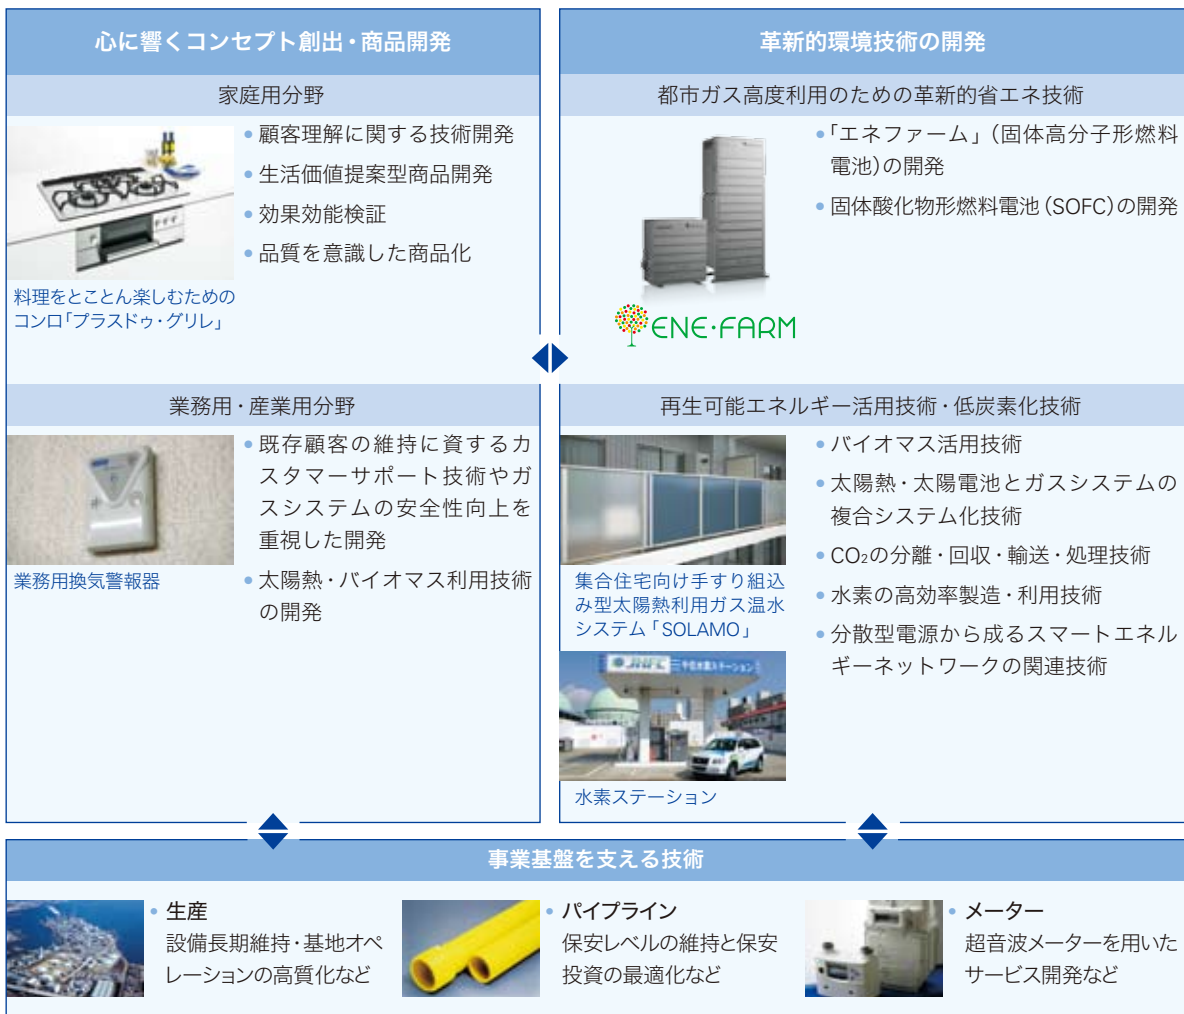 心に響くコンセプト創出・商品開発
家庭用分野
• 顧客理解に関する技術開発
• 生活価値提案型商品開発
• 効果効能検証
• 品質を意識した商品化
料理をとことん楽しむための
コンロ「プラスドゥ・グリレ」
業務用・産業用分野
• 既存顧客の維持に資するカ
スタマーサポート技術やガ
スシステムの安全性向上を
重視した開発
• 太陽熱・バイオマス利用技術
の開発
業務用換気警報器
革新的環境技術の開発
都市ガス高度利用のための革新的省エネ技術
• 「エネファーム」(固体高分子形燃料
電池)の開発
• 固体酸化物形燃料電池(SOFC)の開発
ENE・FARM
再生可能エネルギー活用技術・低炭素化技術
• バイオマス活用技術
• 太陽熱・太陽電池とガスシステムの
複合システム化技術
• CO₂の分離・回収・輸送・処理技術
• 水素の高効率製造・利用技術
• 分散型電源から成るスマートエネル
ギーネットワークの関連技術
集合住宅向け手すり組込
み型太陽熱利用ガス温水
システム「SOLAMO」
JHFC 千住水素ステーション
水素ステーション
事業基盤を支える技術
• 生産
設備長期維持・基地オペ
レーションの高質化など
• パイプライン
保安レベルの維持と保安
投資の最適化など
• メーター
超音波メーターを用いた
サービス開発など